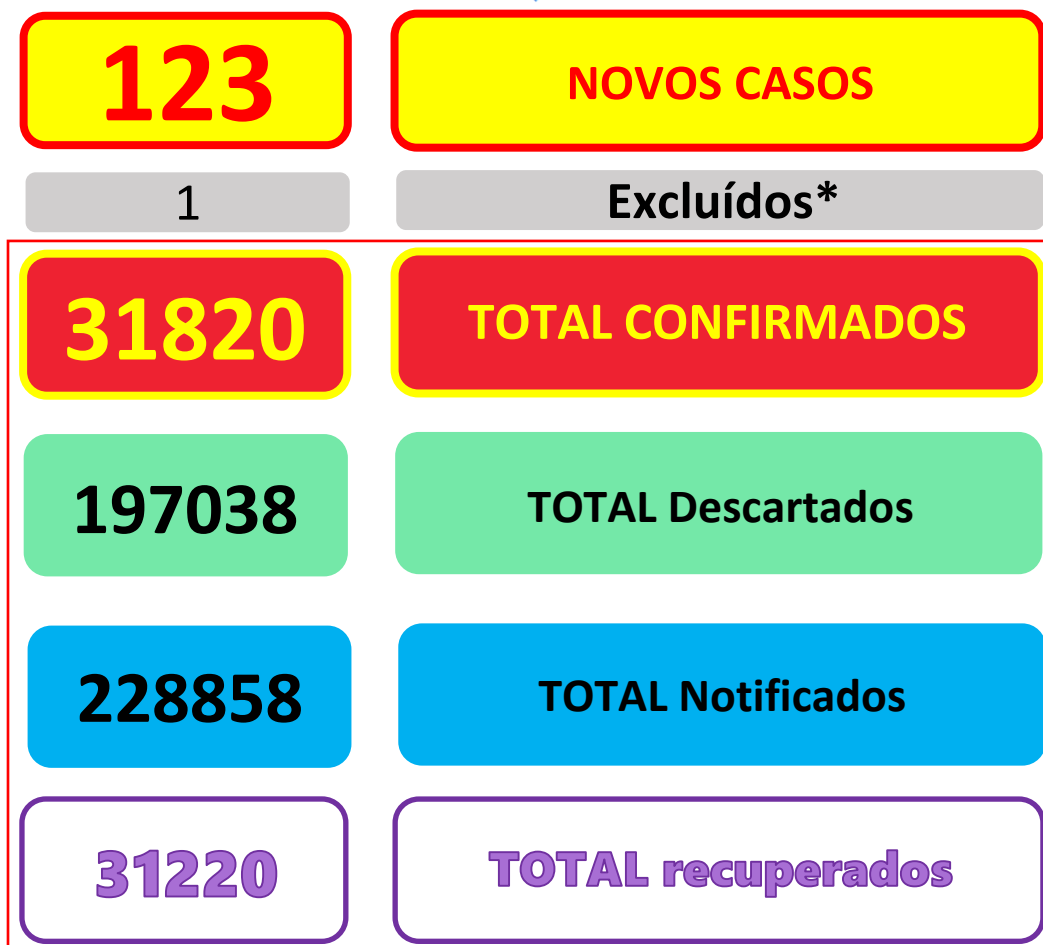 123 NOVOS CASOS
1 Excluídos*
31820 TOTAL CONFIRMADOS
197038 TOTAL Descartados
228858 TOTAL Notificados
31220 TOTAL recuperados